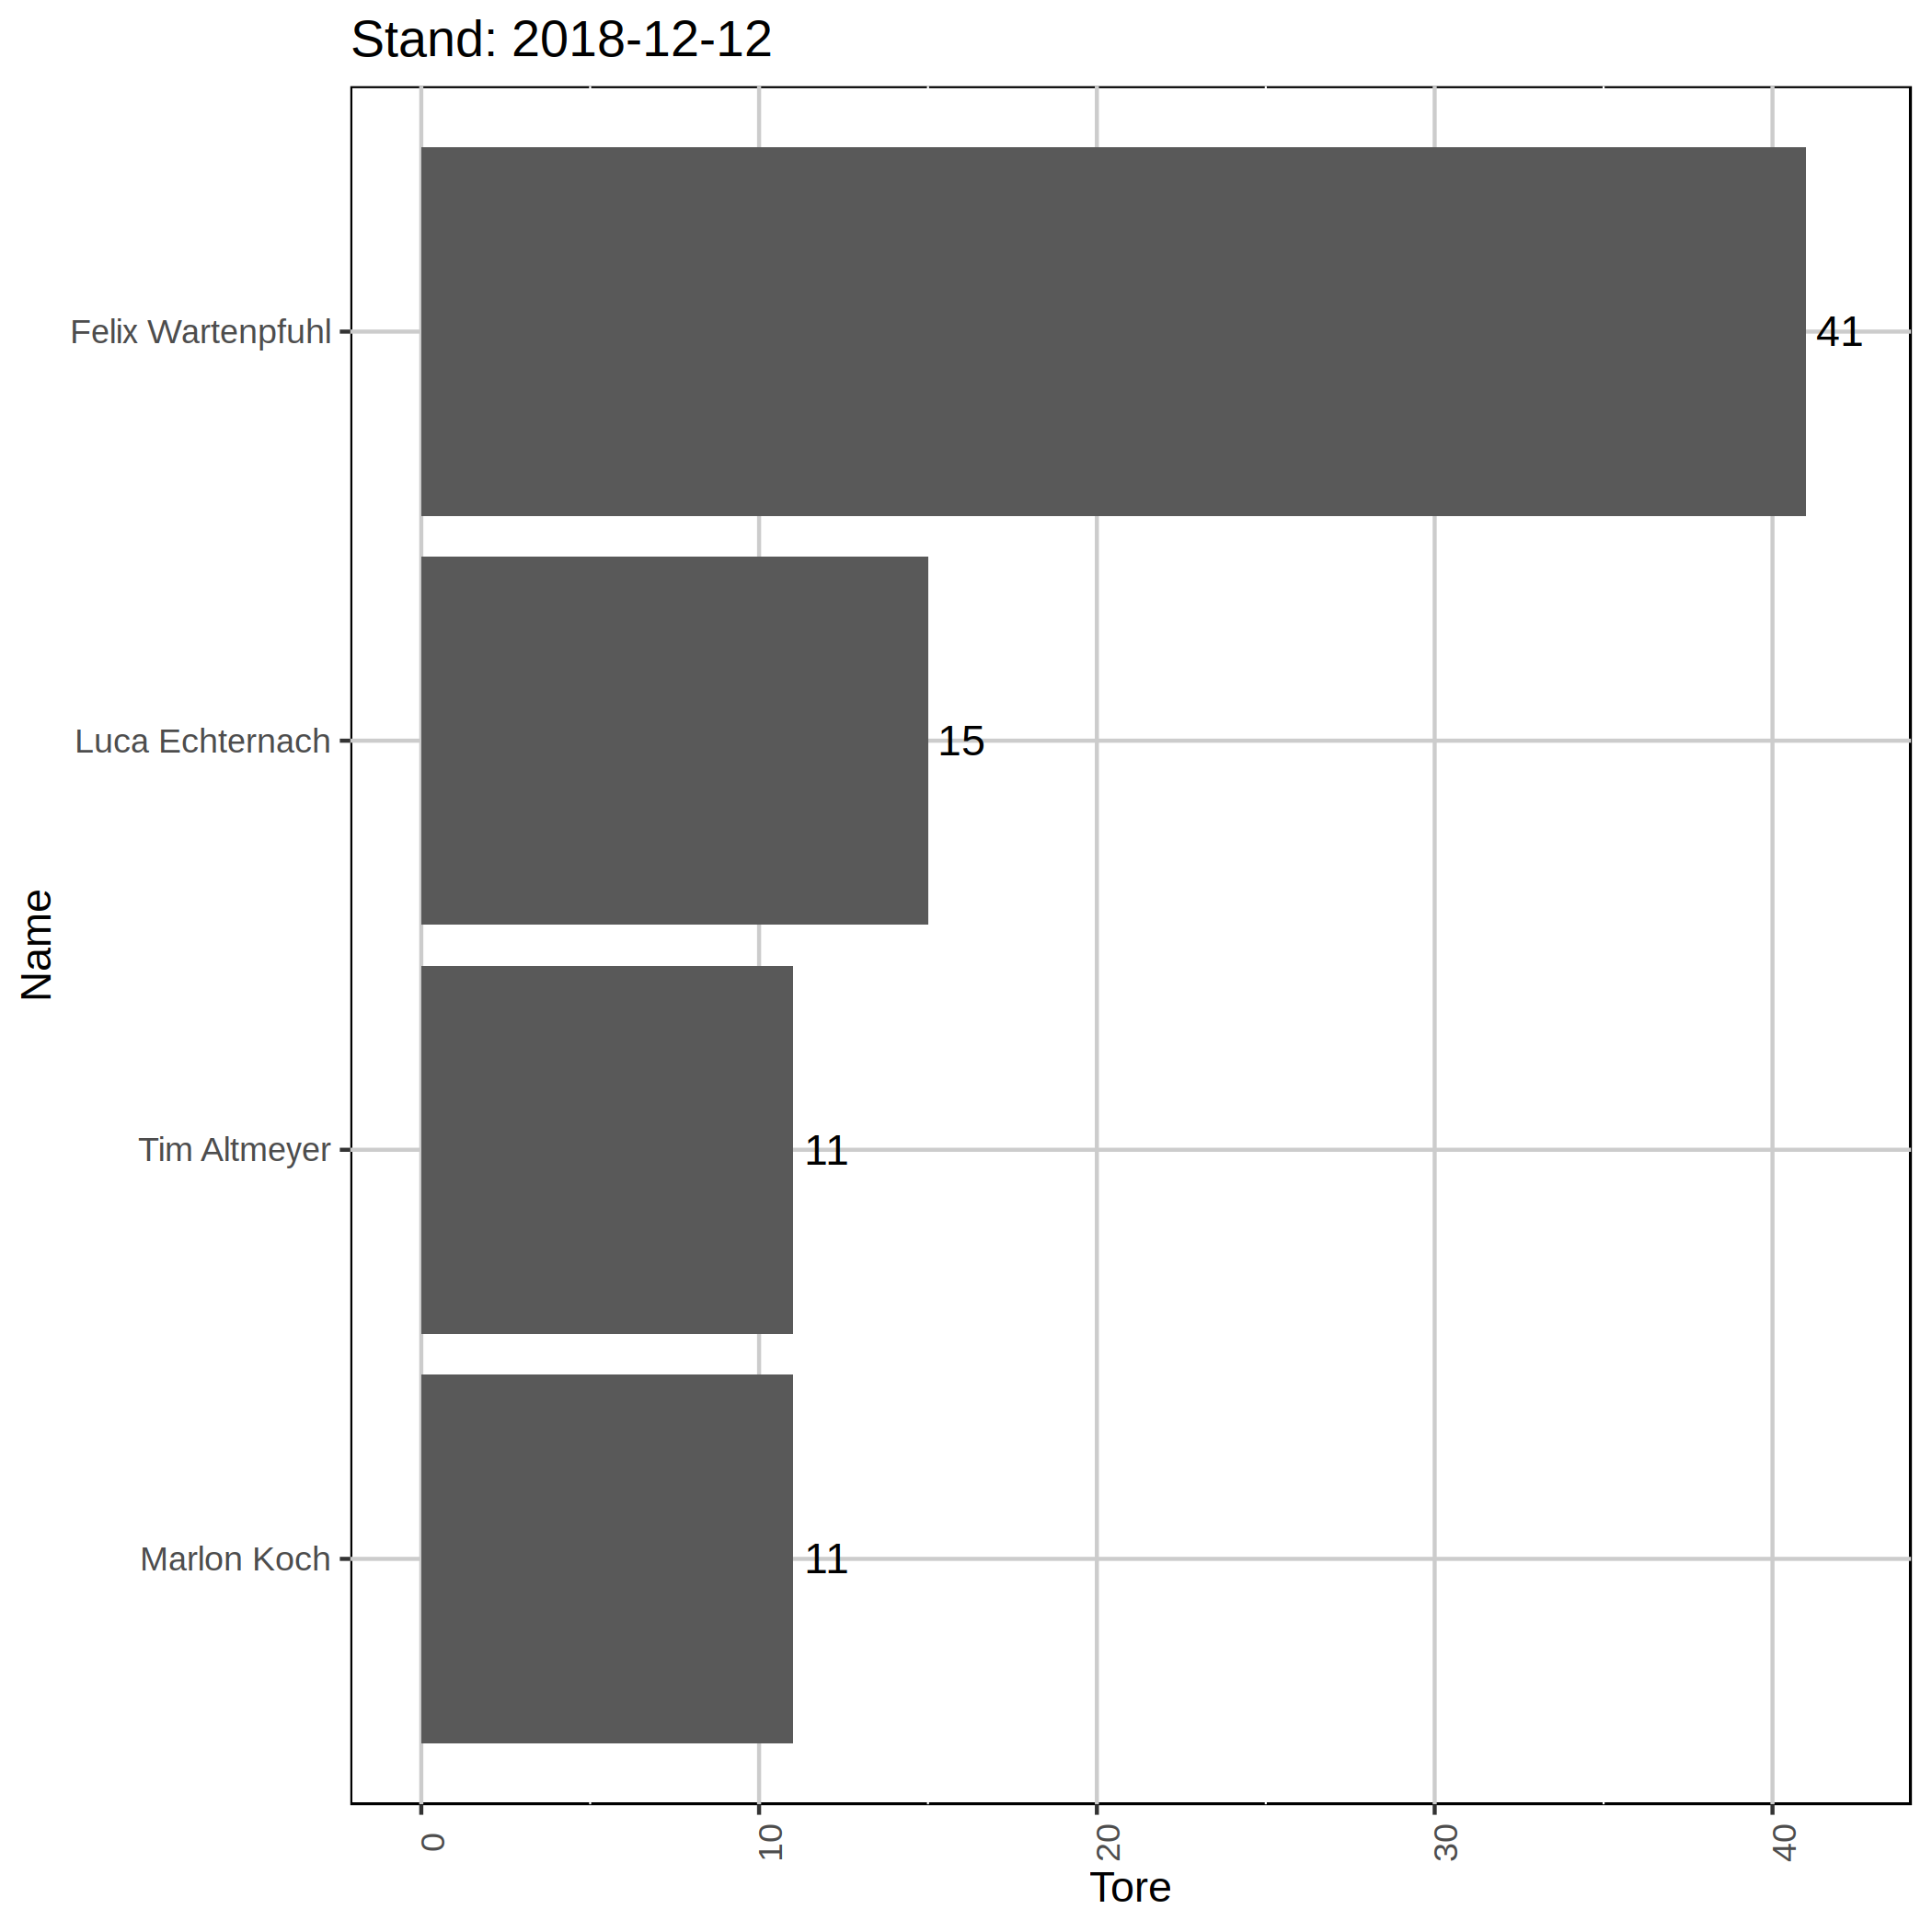 Stand: 2018-12-12
Felix Wartenpfuhl
41
Luca Echternach
15
Name
Tim Altmeyer
11
Marlon Koch
11
0
10
20
30
40
Tore